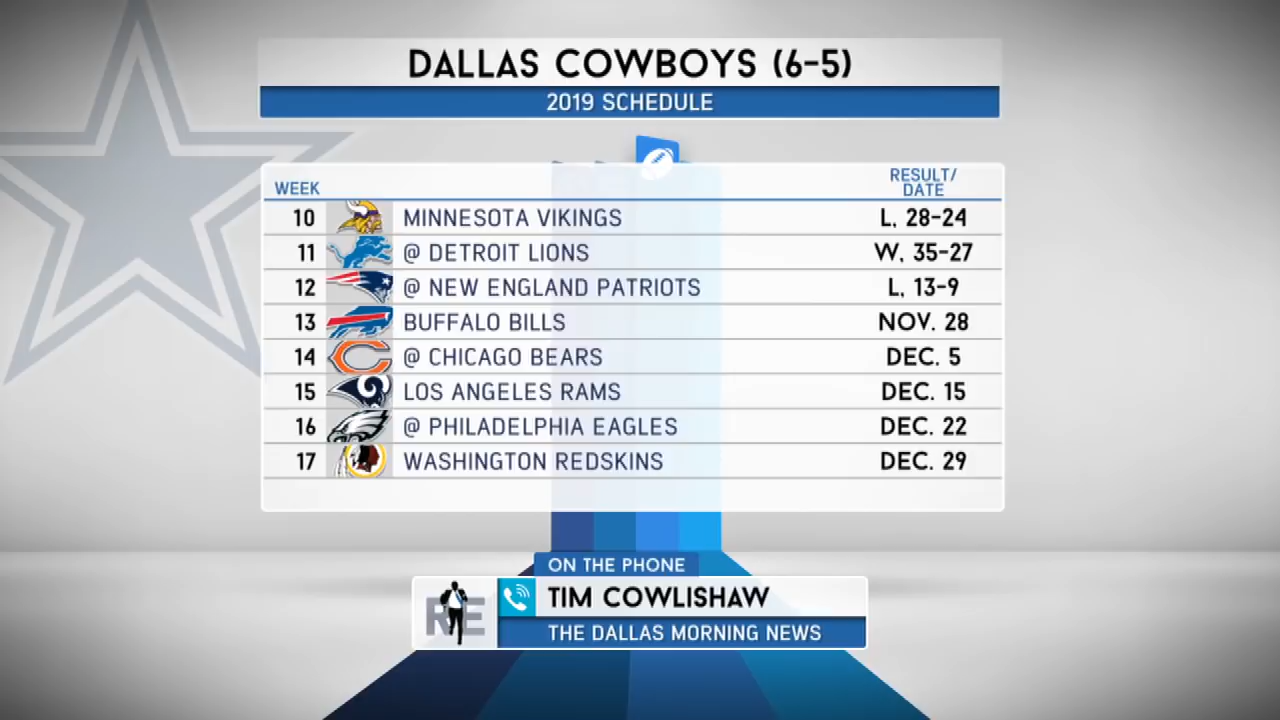 DALLAS COWBOYS (6-5)
2019 SCHEDULE
WEEK RESULT/
DATE
10 MINNESOTA VIKINGS L, 28-24
11 @ DETROIT LIONS W, 35-27
12 @ NEW ENGLAND PATRIOTS L, 13-9
13 BUFFALO BILLS NOV. 28
14 @ CHICAGO BEARS DEC. 5
15 LOS ANGELES RAMS DEC. 15
16 @ PHILADELPHIA EAGLES DEC. 22
17 WASHINGTON REDSKINS DEC. 29
ON THE PHONE
RE TIM COWLISHAW
THE DALLAS MORNING NEWS